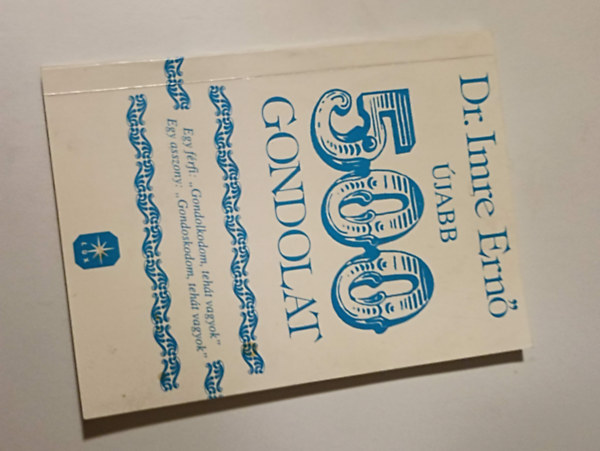 Dr. Imre Ernő
ÚJABB
500
GONDOLAT
Egy férfi: „Gondolkodom, tehát vagyok”
Egy asszony: „Gondoskodom, tehát vagyok”